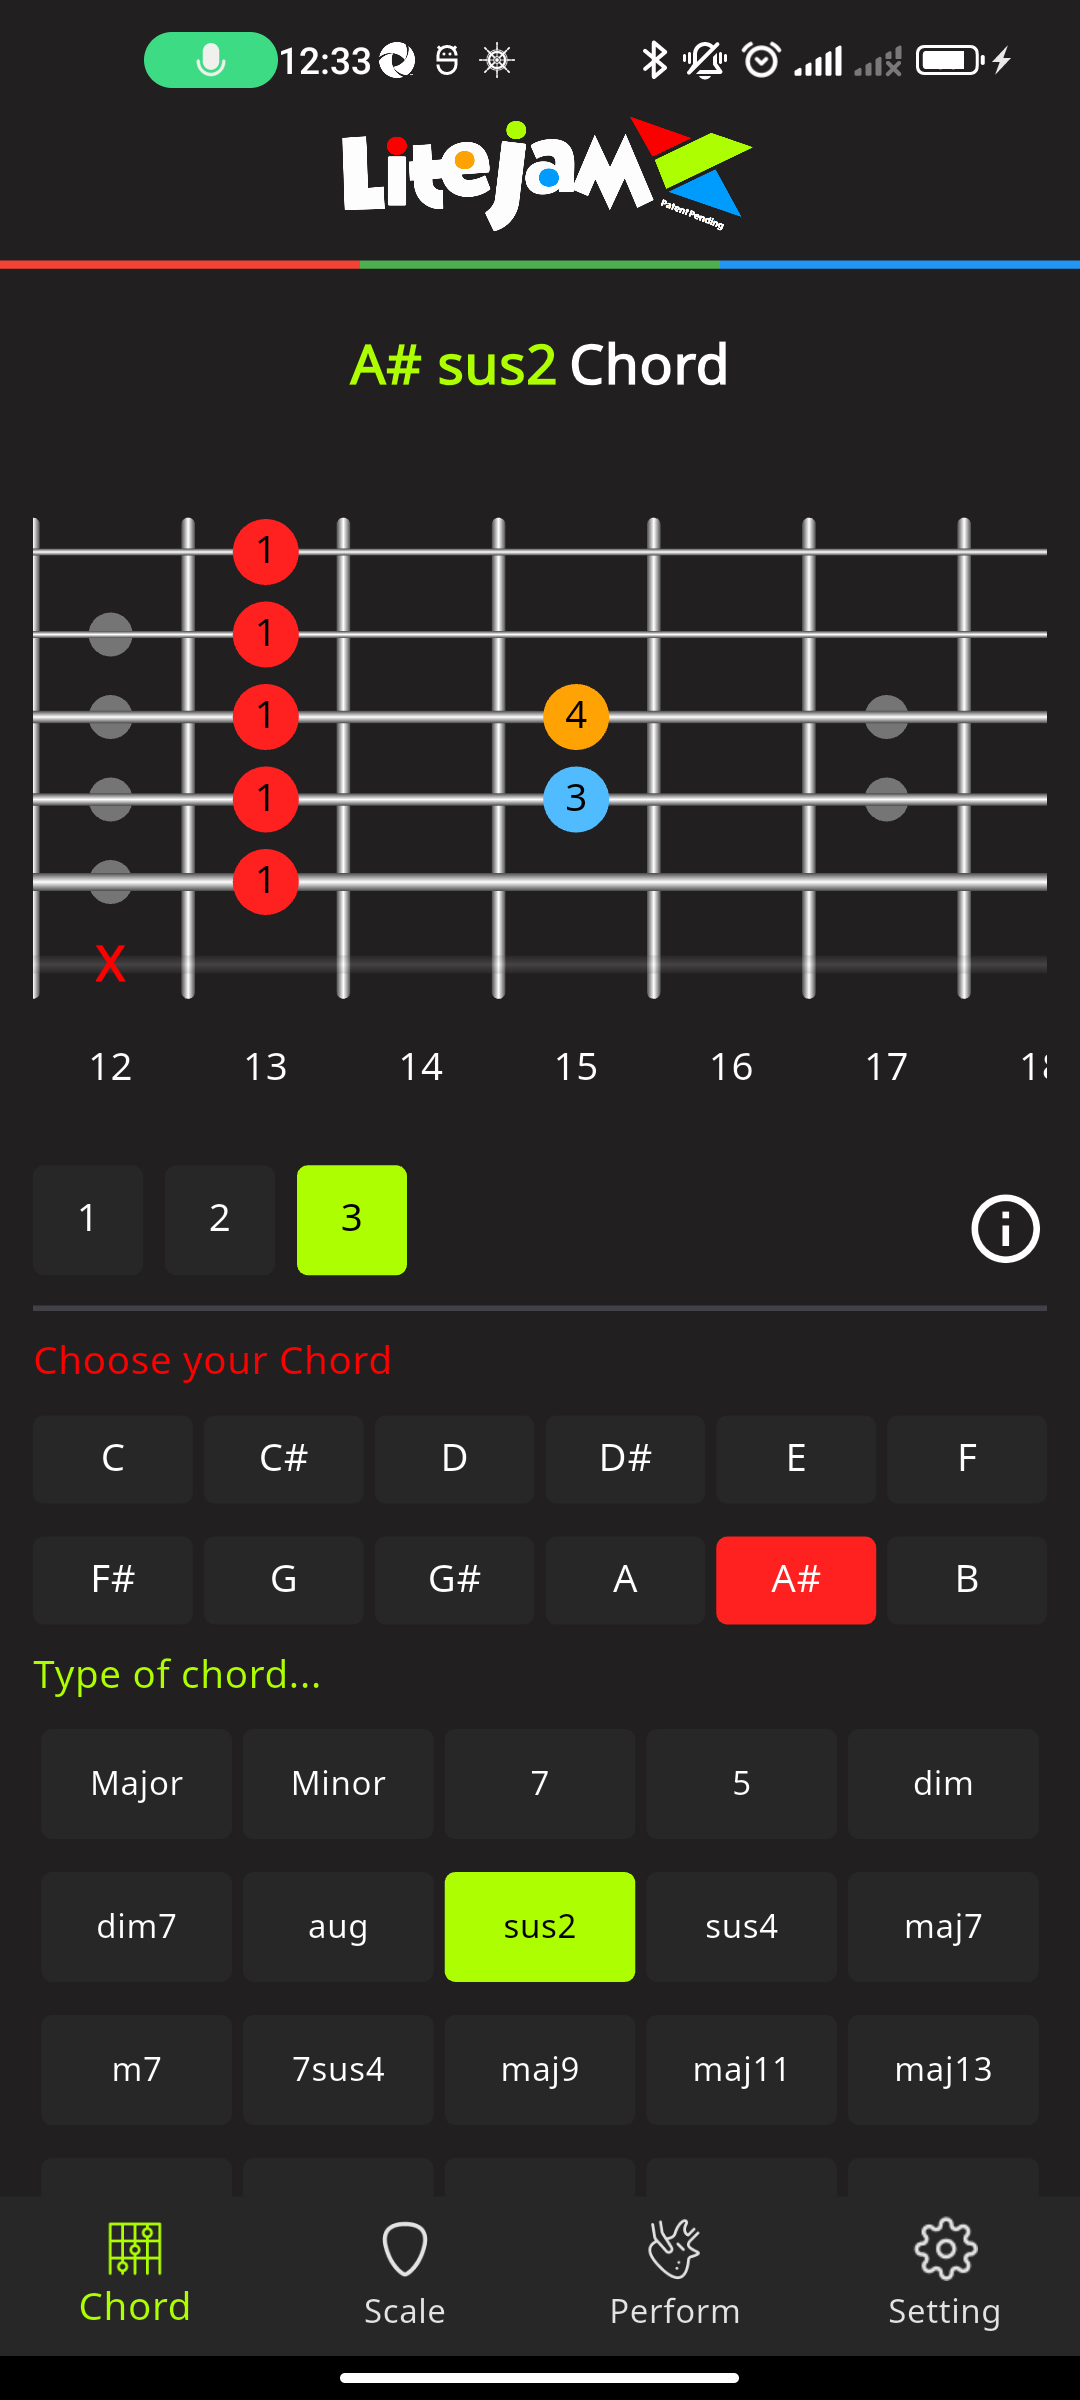 12:33
Litejam
Patent Pending
A# sus2 Chord
1
1
1 4
1 3
1
X
12 13 14 15 16 17
1 2 3
Choose your Chord
C C# D D# E F
F# G G# A A# B
Type of chord...
Major Minor 7 5 dim
dim7 aug sus2 sus4 maj7
m7 7sus4 maj9 maj11 maj13
Chord Scale Perform Setting